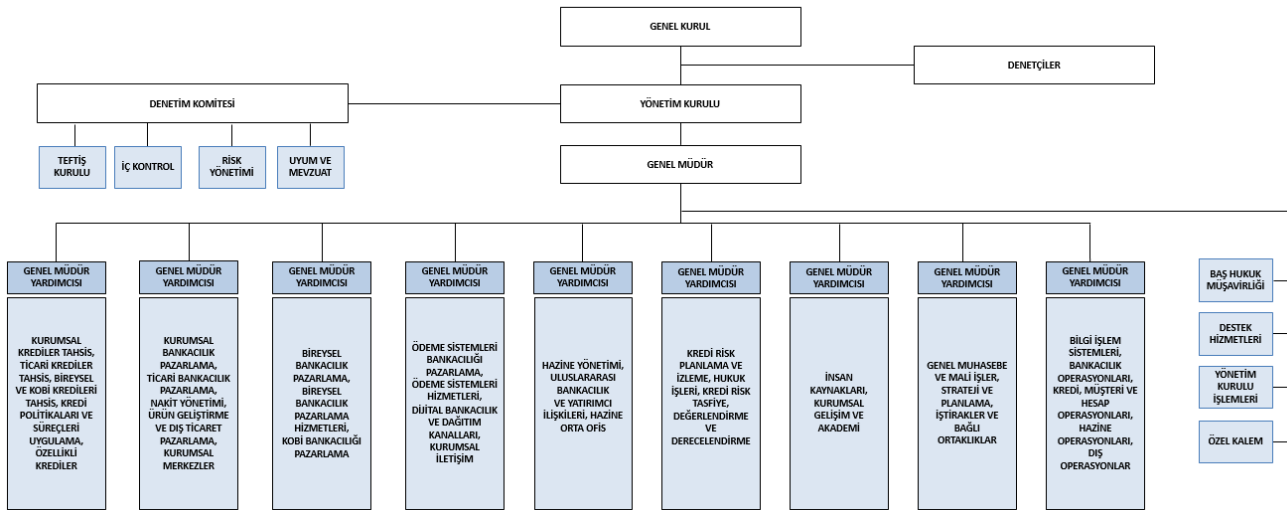 GENEL KURUL
DENETÇİLER
DENETİM KOMİTESİ
YÖNETİM KURULU
TEFTİŞ
KURULU
İÇ KONTROL
RİSK
YÖNETİMİ
UYUM VE
MEVZUAT
GENEL MÜDÜR
GENEL MÜDÜR
YARDIMCISI
KURUMSAL
KREDİLER TAHSİS,
TİCARİ KREDİLER
TAHSİS, BİREYSEL
VE KOBİ KREDİLERİ
TAHSİS, KREDİ
POLİTİKALARI VE
SÜREÇLERİ
UYGULAMA,
ÖZELLİKLİ
KREDİLER
GENEL MÜDÜR
YARDIMCISI
KURUMSAL
BANKACILIK
PAZARLAMA,
TİCARİ BANKACILIK
PAZARLAMA,
NAKİT YÖNETİMİ,
ÜRÜN GELİŞTİRME
VE DIŞ TİCARET
PAZARLAMA,
KURUMSAL
MERKEZLER
GENEL MÜDÜR
YARDIMCISI
BİREYSEL
BANKACILIK
PAZARLAMA,
BİREYSEL
BANKACILIK
PAZARLAMA
HİZMETLERİ,
KOBİ BANKACILIĞI
PAZARLAMA
GENEL MÜDÜR
YARDIMCISI
ÖDEME SİSTEMLERİ
BANKACILIĞI
PAZARLAMA,
ÖDEME SİSTEMLERİ
HİZMETLERİ,
DİJİTAL BANKACILIK
VE DAĞITIM
KANALLARI,
KURUMSAL
İLETİŞİM
GENEL MÜDÜR
YARDIMCISI
HAZİNE YÖNETİMİ,
ULUSLARARASI
BANKACILIK
VE YATIRIMCI
İLİŞKİLERİ, HAZİNE
ORTA OFİS
GENEL MÜDÜR
YARDIMCISI
KREDİ RİSK
PLANLAMA VE
İZLEME, HUKUK
İŞLERİ, KREDİ RİSK
TASFİYE,
DEĞERLENDİRME
VE
DERECELENDİRME
GENEL MÜDÜR
YARDIMCISI
İNSAN
KAYNAKLARI,
KURUMSAL
GELİŞİM VE
AKADEMİ
GENEL MÜDÜR
YARDIMCISI
GENEL MUHASEBE
VE MALİ İŞLER,
STRATEJİ VE
PLANLAMA,
İŞTİRAKLER VE
BAĞLI
ORTAKLIKLAR
GENEL MÜDÜR
YARDIMCISI
BİLGİ İŞLEM
SİSTEMLERİ,
BANKACILIK
OPERASYONLARI,
KREDİ, MÜŞTERİ VE
HESAP
OPERASYONLARI,
HAZİNE
OPERASYONLARI,
DIŞ
OPERASYONLAR
BAŞ HUKUK
MÜŞAVİRLİĞİ
DESTEK
HİZMETLERİ
YÖNETİM
KURULU
İŞLEMLERİ
ÖZEL KALEM